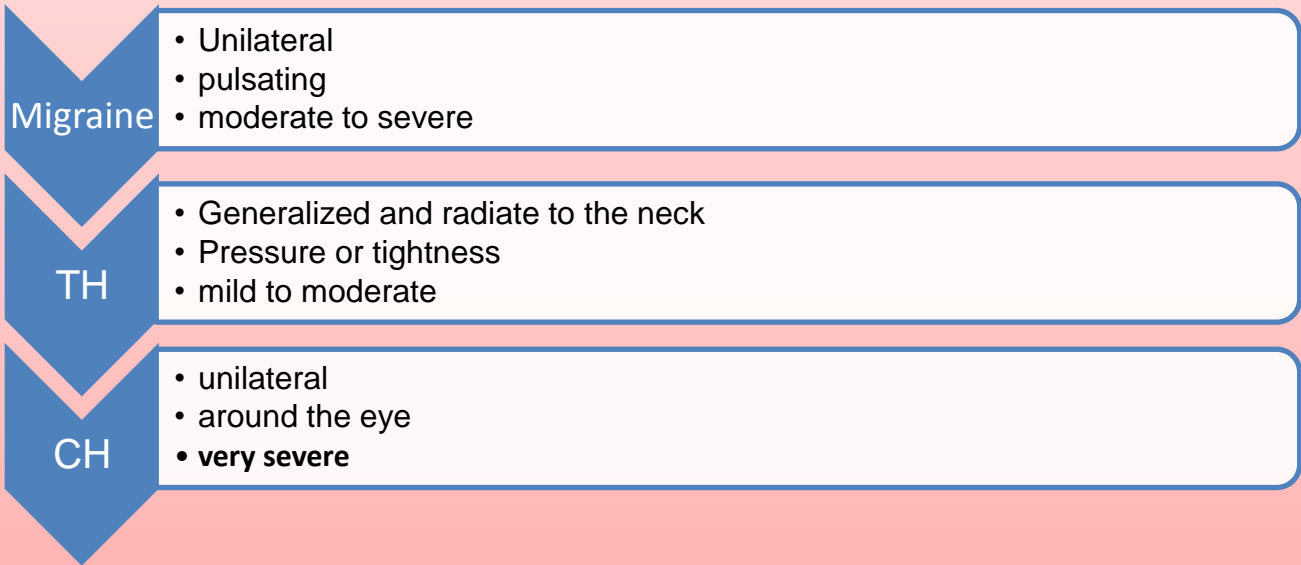 Migraine
• Unilateral
• pulsating
• moderate to severe
TH
• Generalized and radiate to the neck
• Pressure or tightness
• mild to moderate
CH
• unilateral
• around the eye
• very severe